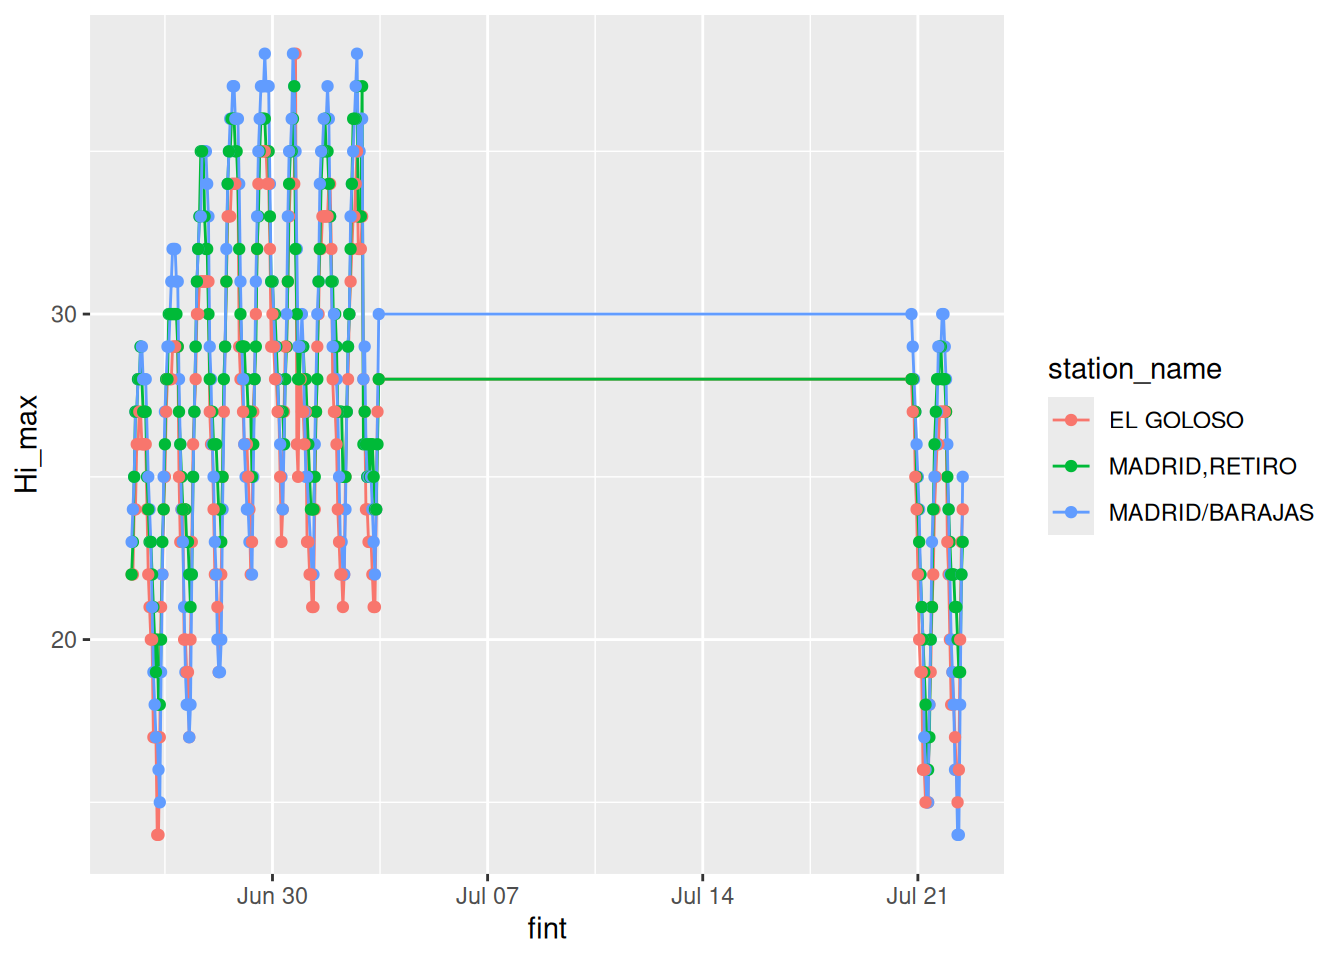 Hi_max
30
20
Jun 30
Jul 07
Jul 14
Jul 21
fint
station_name
EL GOLOSO
MADRID,RETIRO
MADRID/BARAJAS